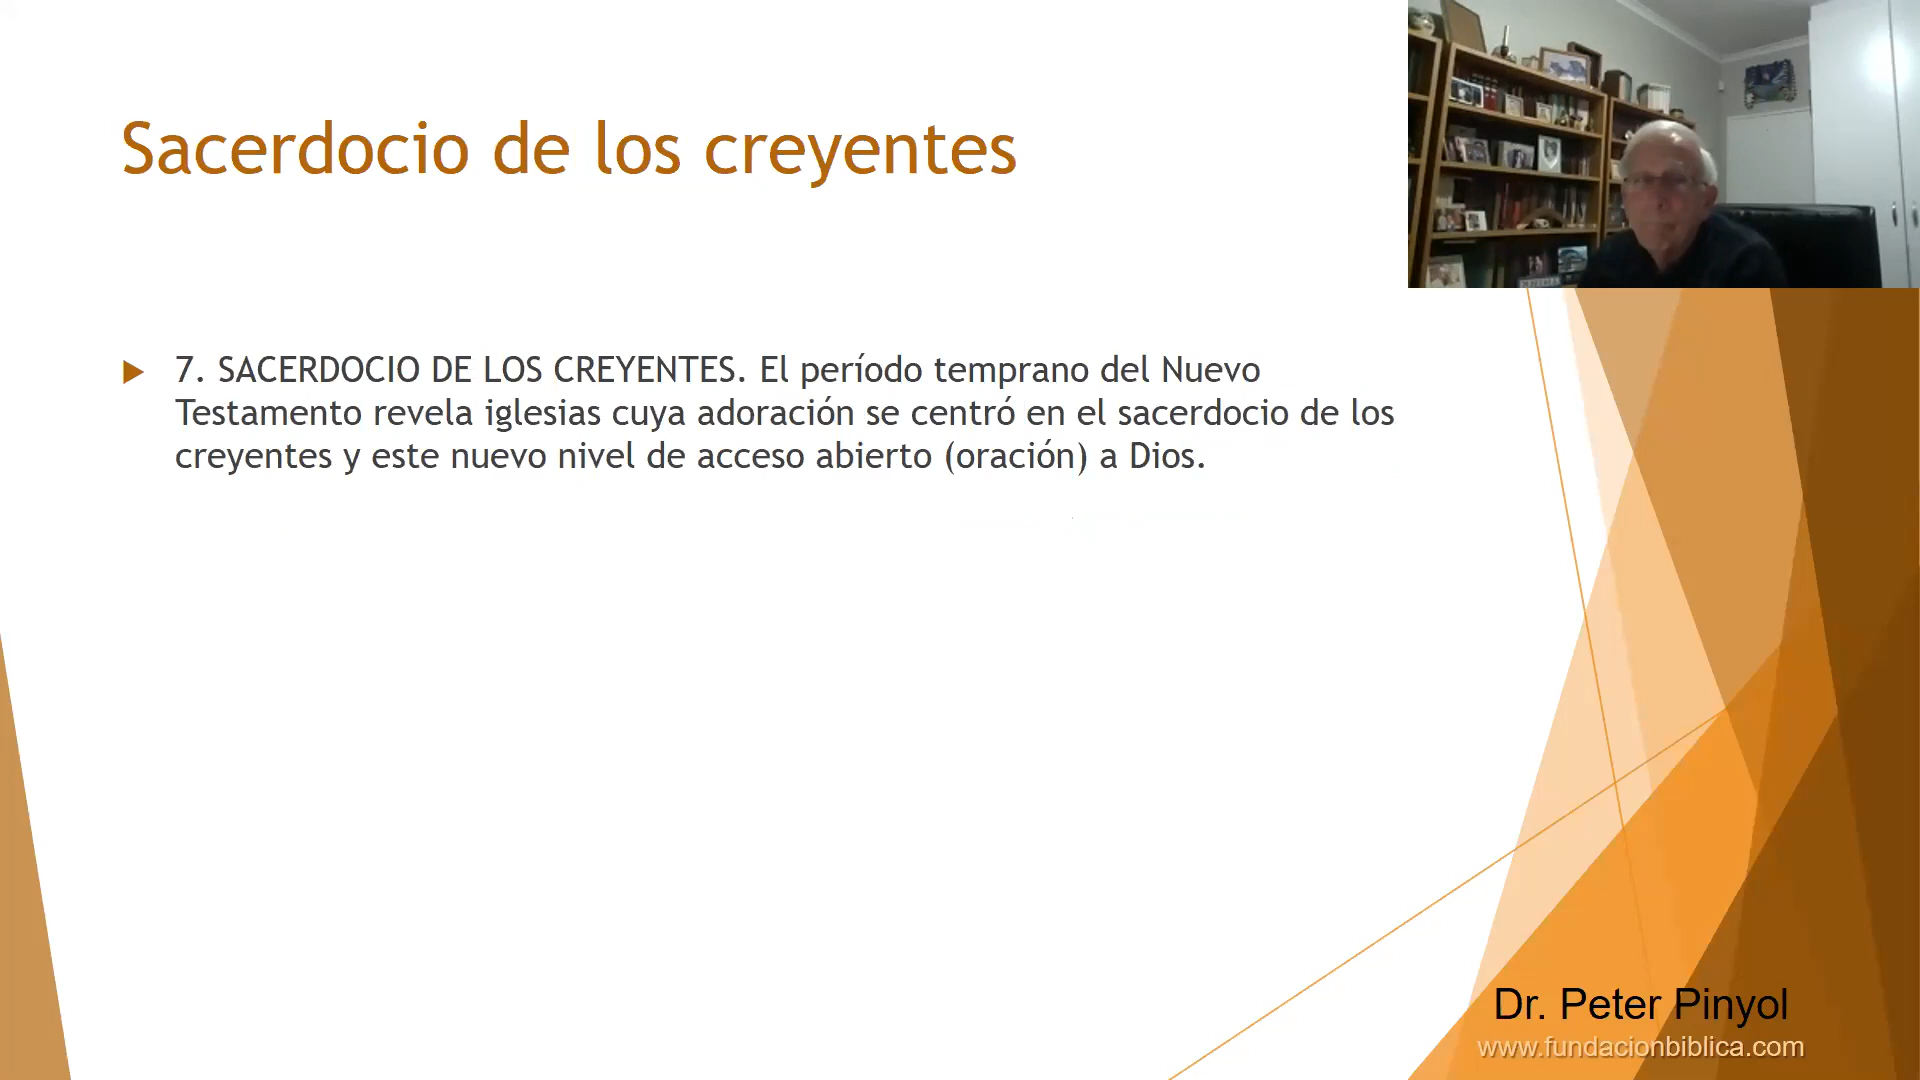 Sacerdocio de los creyentes
7. SACERDOCIO DE LOS CREYENTES. El período temprano del Nuevo
Testamento revela iglesias cuya adoración se centró en el sacerdocio de los
creyentes y este nuevo nivel de acceso abierto (oración) a Dios.
Dr. Peter Pinyol
www.fundacionbiblica.com